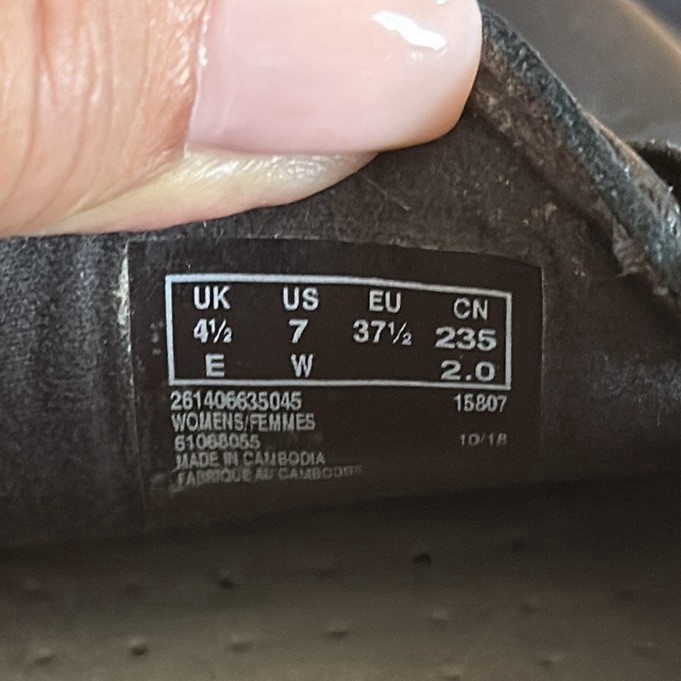 UK US EU CN
4½ 7 37½ 235
E W 2.0
261406635045 15807
WOMENS/FEMMES
61068055 10/18
MADE IN CAMBODIA
FABRIQUE AU CAMBODGE